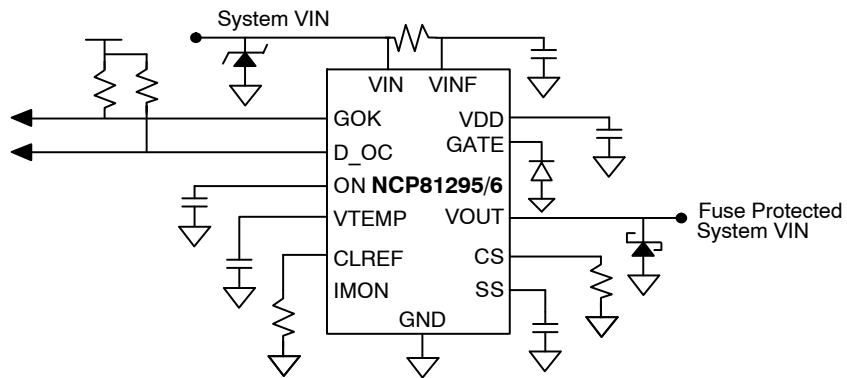 System VIN
VIN VINF
GOK VDD
D_OC GATE
ON NCP81295/6
VTEMP VOUT Fuse Protected
System VIN
CLREF CS
IMON SS
GND